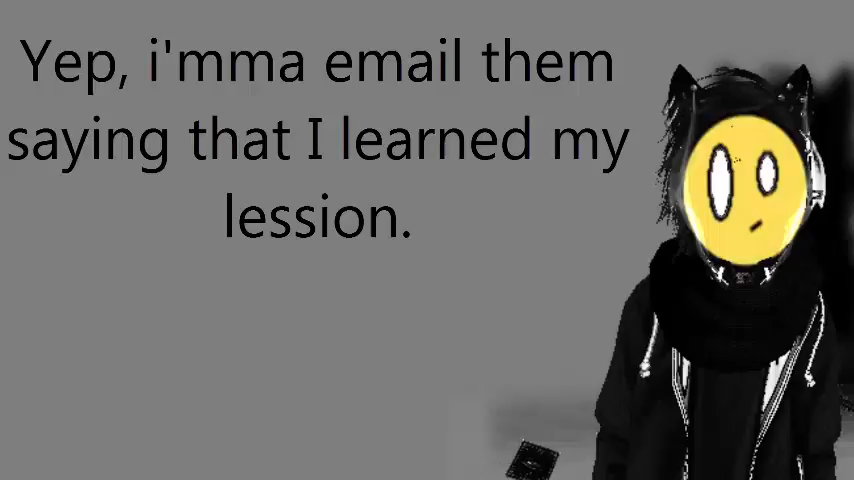 Yep, i'mma email them
saying that I learned my
lession.